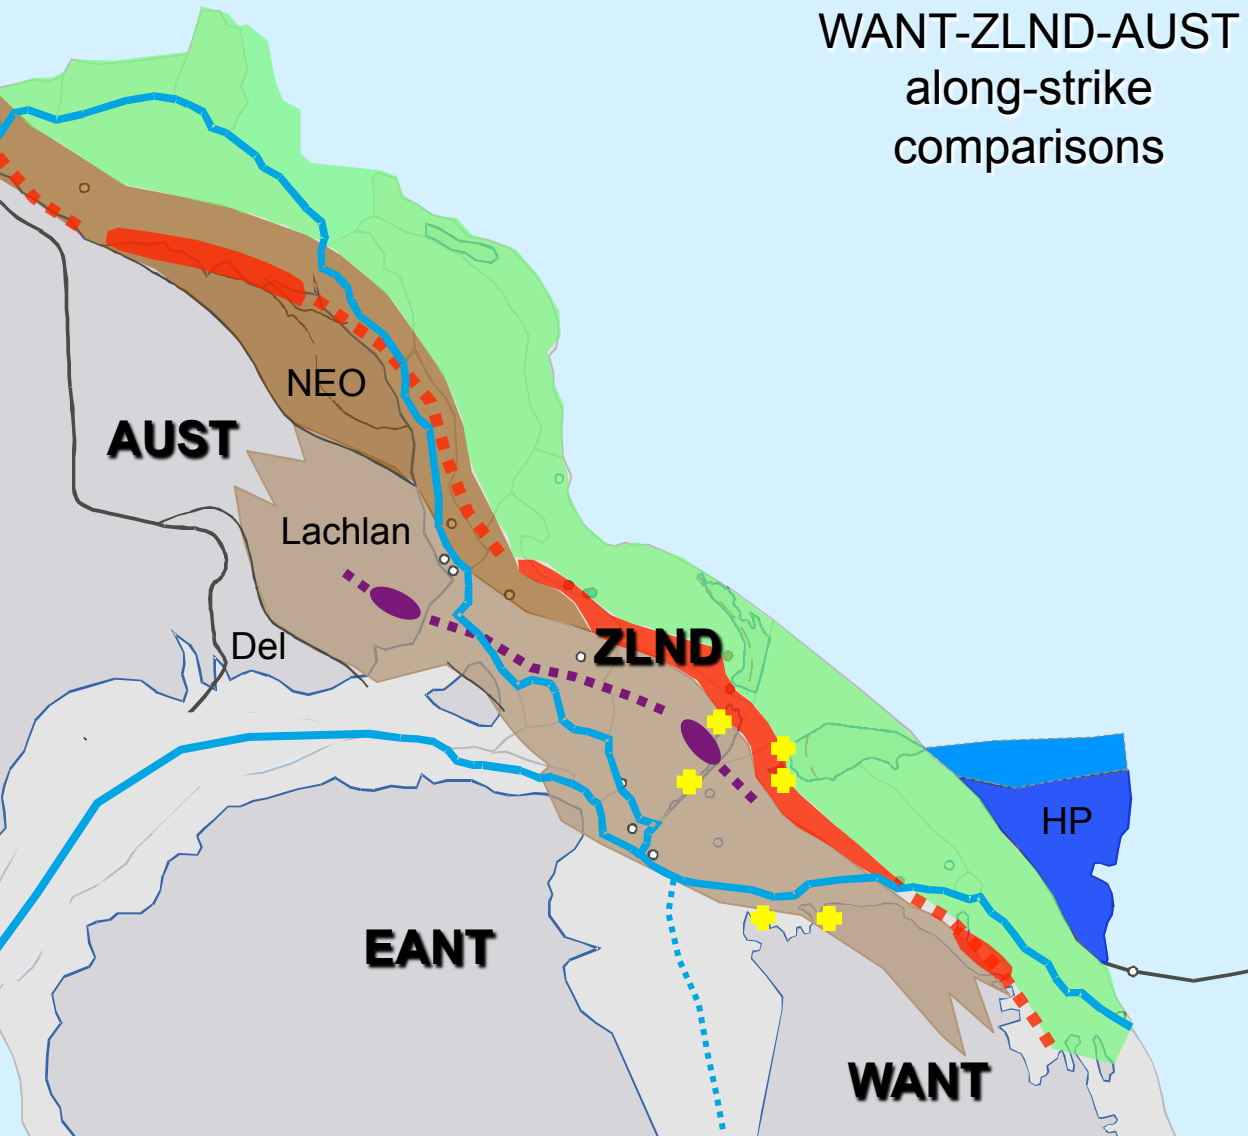 WANT-ZLND-AUST
along-strike
comparisons
NEO
AUST
Lachlan
Del
ZLND
HP
EANT
WANT